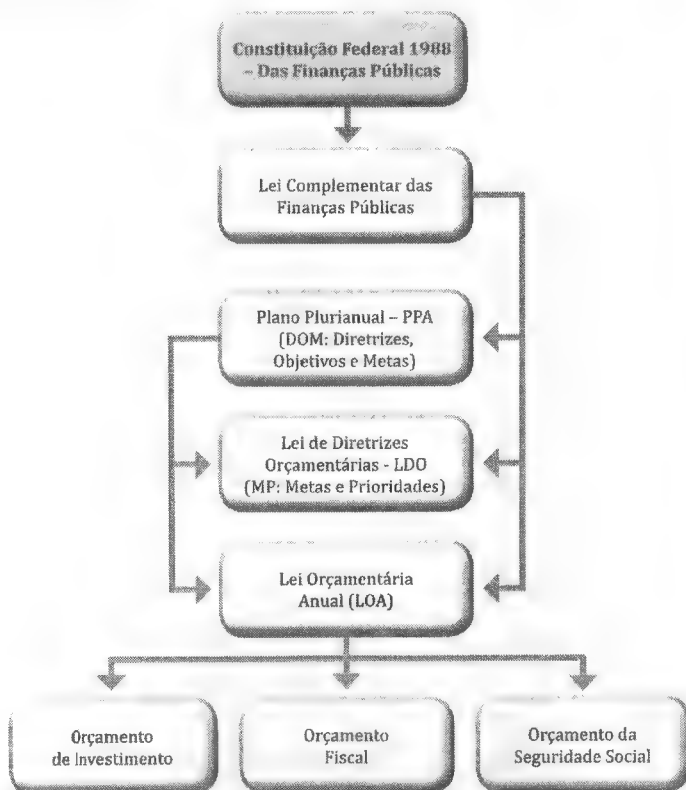 Constituição Federal 1988
– Das Finanças Públicas
Lei Complementar das
Finanças Públicas
Plano Plurianual – PPA
(DOM: Diretrizes,
Objetivos e Metas)
Lei de Diretrizes
Orçamentárias - LDO
(MP: Metas e Prioridades)
Lei Orçamentária
Anual (LOA)
Orçamento
de Investimento
Orçamento
Fiscal
Orçamento da
Seguridade Social